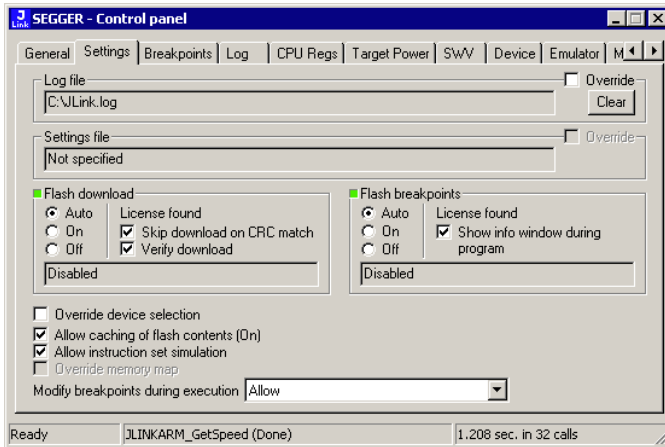 J
Link
SEGGER - Control panel
General Settings Breakpoints Log CPU Regs Target Power SWV Device Emulator M
Log file Override
C:\JLink.log Clear
Settings file Override
Not specified
Flash download Flash breakpoints
Auto License found Auto License found
On Skip download on CRC match On Show info window during
Off Verify download Off program
Disabled Disabled
Override device selection
Allow caching of flash contents (On)
Allow instruction set simulation
Override memory map
Modify breakpoints during execution Allow
Ready JLINKARM_GetSpeed (Done) 1.208 sec. in 32 calls